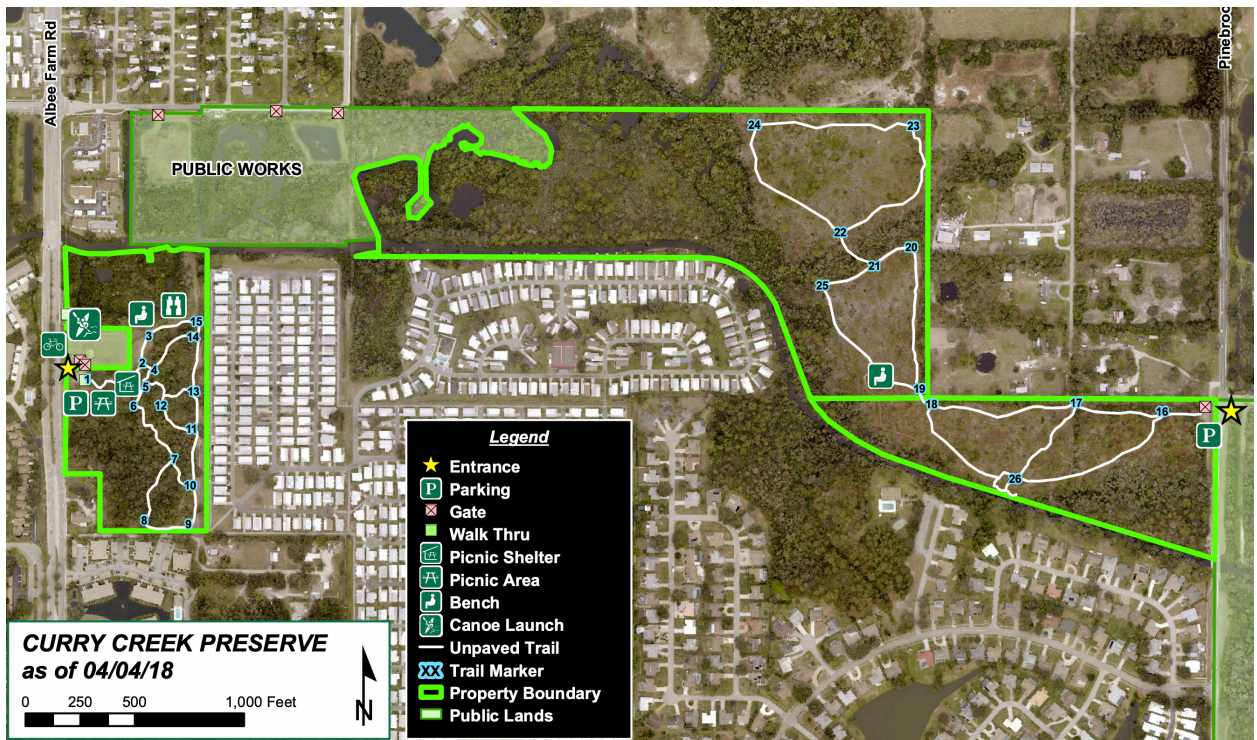 Albee Farm Rd
Pinebroo
PUBLIC WORKS
24
23
22
20
21
25
15
3
14
2
4
1
5
13
6
12
11
7
10
8
9
19
18
17
16
26
P
P
Legend
Entrance
P Parking
Gate
Walk Thru
Picnic Shelter
Picnic Area
Bench
Canoe Launch
Unpaved Trail
XX Trail Marker
Property Boundary
Public Lands
CURRY CREEK PRESERVE
as of 04/04/18
0 250 500 1,000 Feet
N